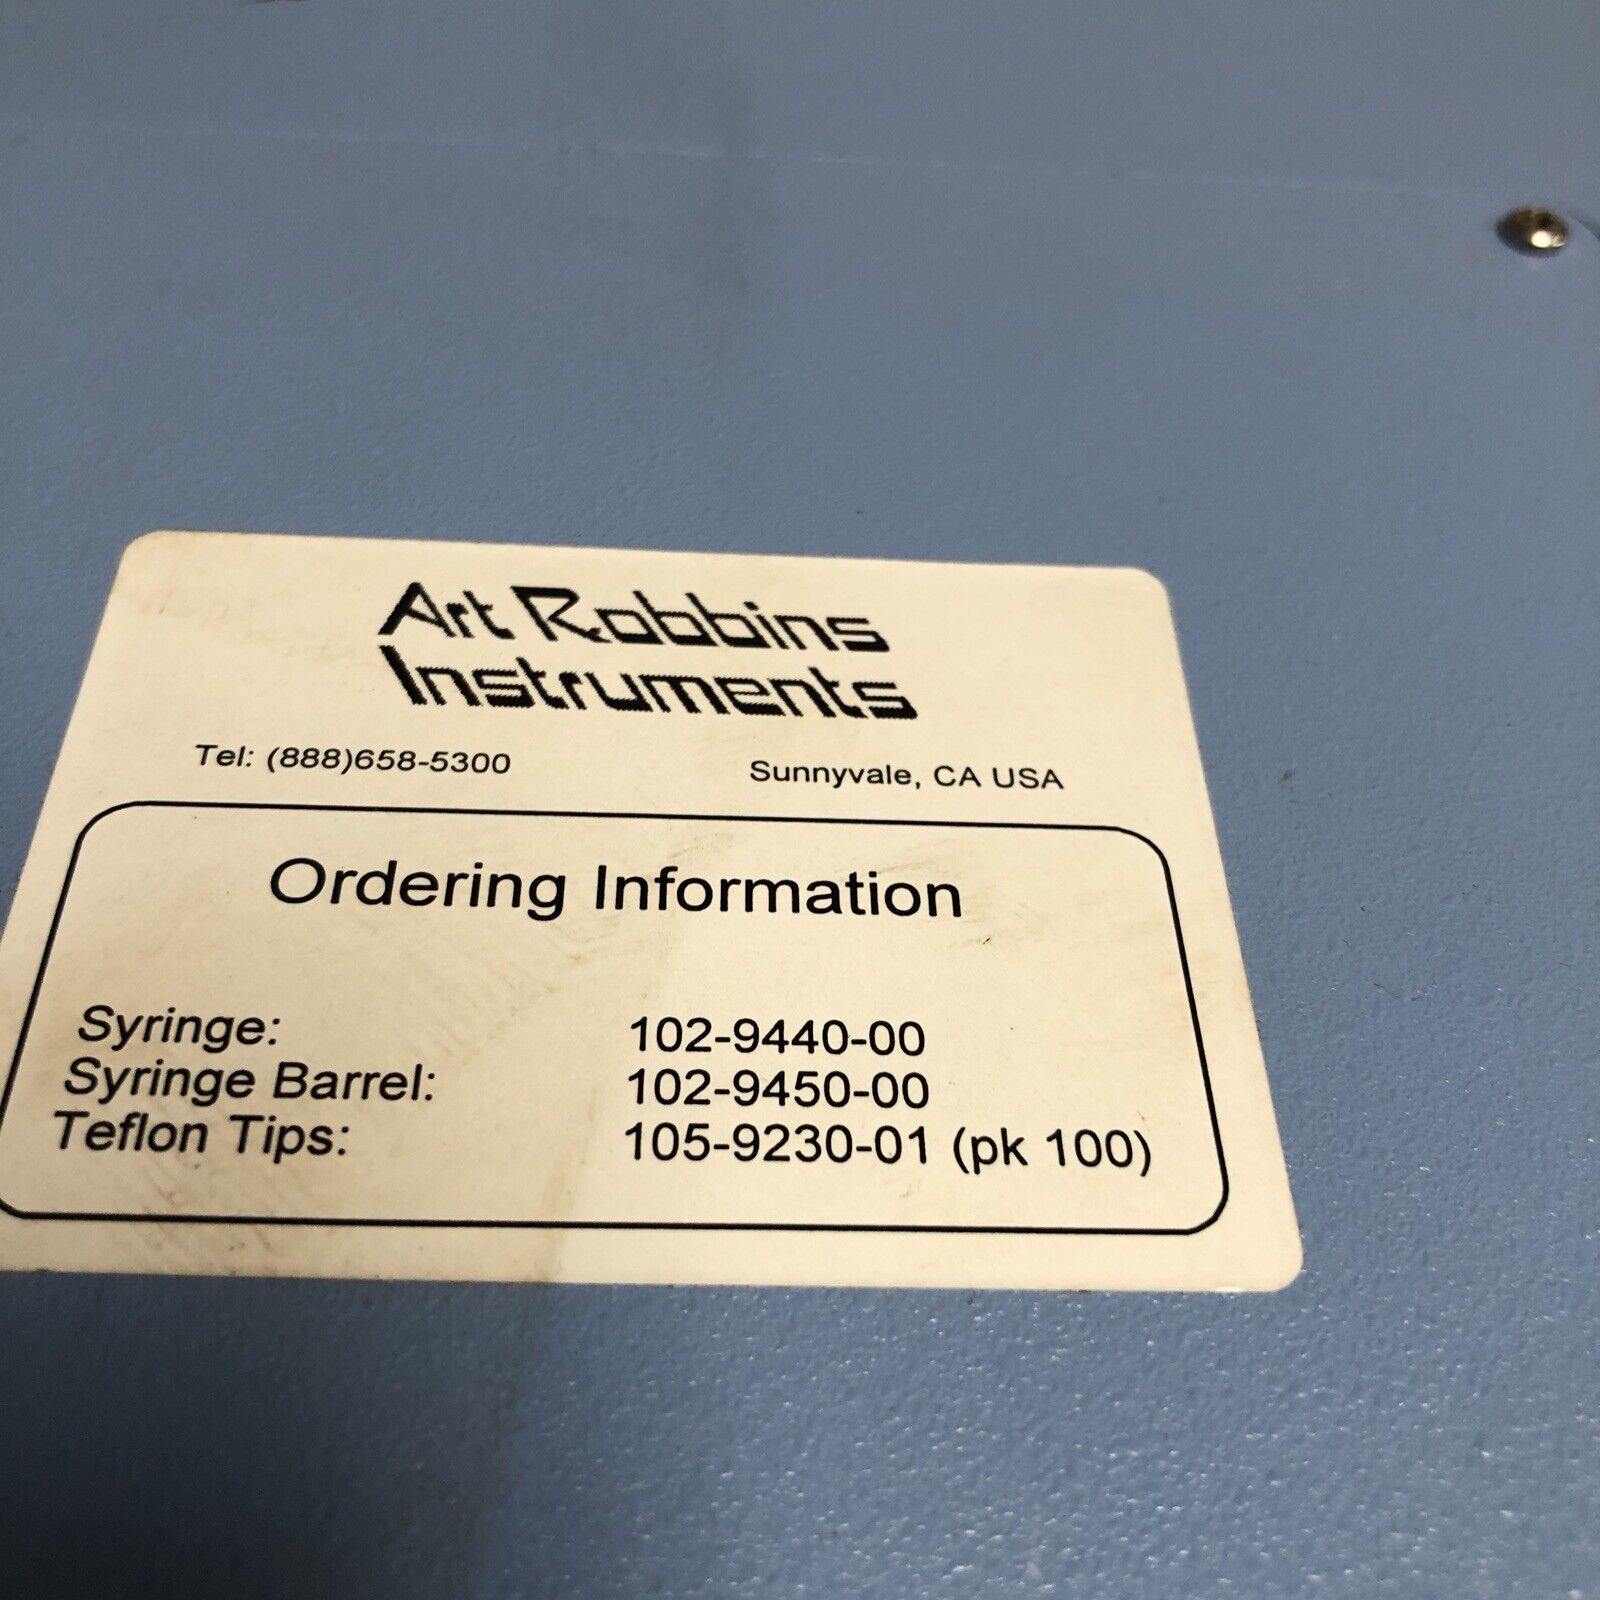 Art Robbins
Instruments
Tel: (888)658-5300 Sunnyvale, CA USA
Ordering Information
Syringe: 102-9440-00
Syringe Barrel: 102-9450-00
Teflon Tips: 105-9230-01 (pk 100)